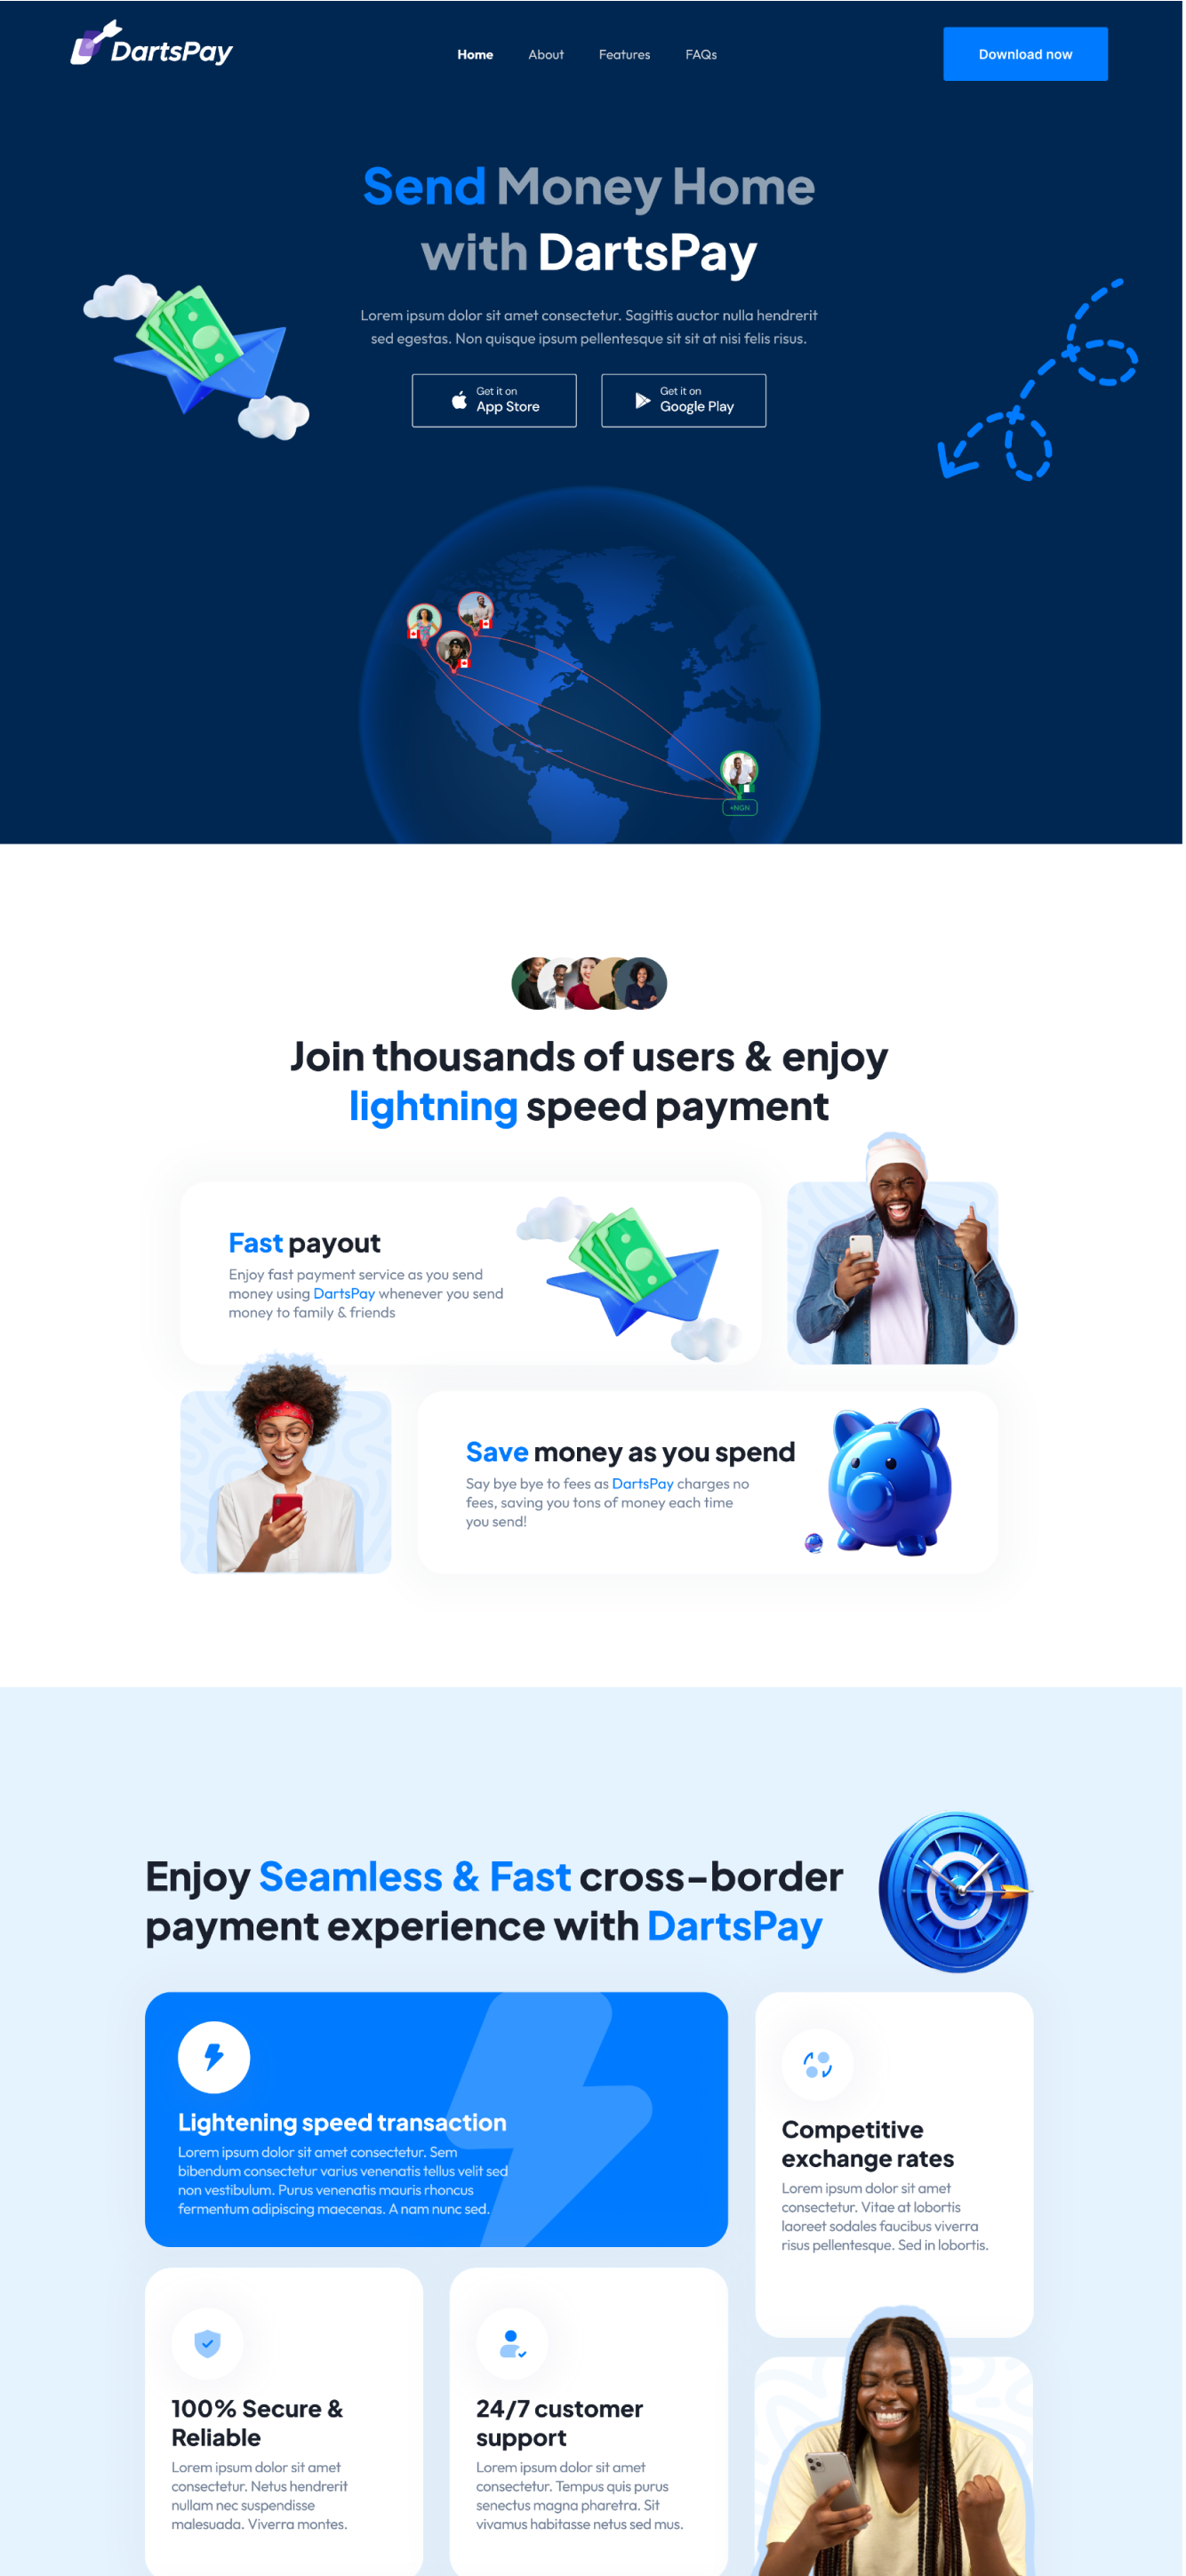 DartsPay
Home About Features FAQs
Download now
Send Money Home
with DartsPay
Lorem ipsum dolor sit amet consectetur. Sagittis auctor nulla hendrerit
sed egestas. Non quisque ipsum pellentesque sit sit at nisi felis risus.
Get it on
App Store
Get it on
Google Play
+NGN
Join thousands of users & enjoy
lightning speed payment
Fast payout
Enjoy fast payment service as you send
money using DartsPay whenever you send
money to family & friends
Save money as you spend
Say bye bye to fees as DartsPay charges no
fees, saving you tons of money each time
you send!
Enjoy Seamless & Fast cross-border
payment experience with DartsPay
Lightening speed transaction
Lorem ipsum dolor sit amet consectetur. Sem
bibendum consectetur varius venenatis tellus velit sed
non vestibulum. Purus venenatis mauris rhoncus
fermentum adipiscing maecenas. A nam nunc sed.
Competitive
exchange rates
Lorem ipsum dolor sit amet
consectetur. Vitae at lobortis
laoreet sodales faucibus viverra
risus pellentesque. Sed in lobortis.
100% Secure &
Reliable
Lorem ipsum dolor sit amet
consectetur. Netus hendrerit
nullam nec suspendisse
malesuada. Viverra montes.
24/7 customer
support
Lorem ipsum dolor sit amet
consectetur. Tempus quis purus
senectus magna pharetra. Sit
vivamus habitasse netus sed mus.